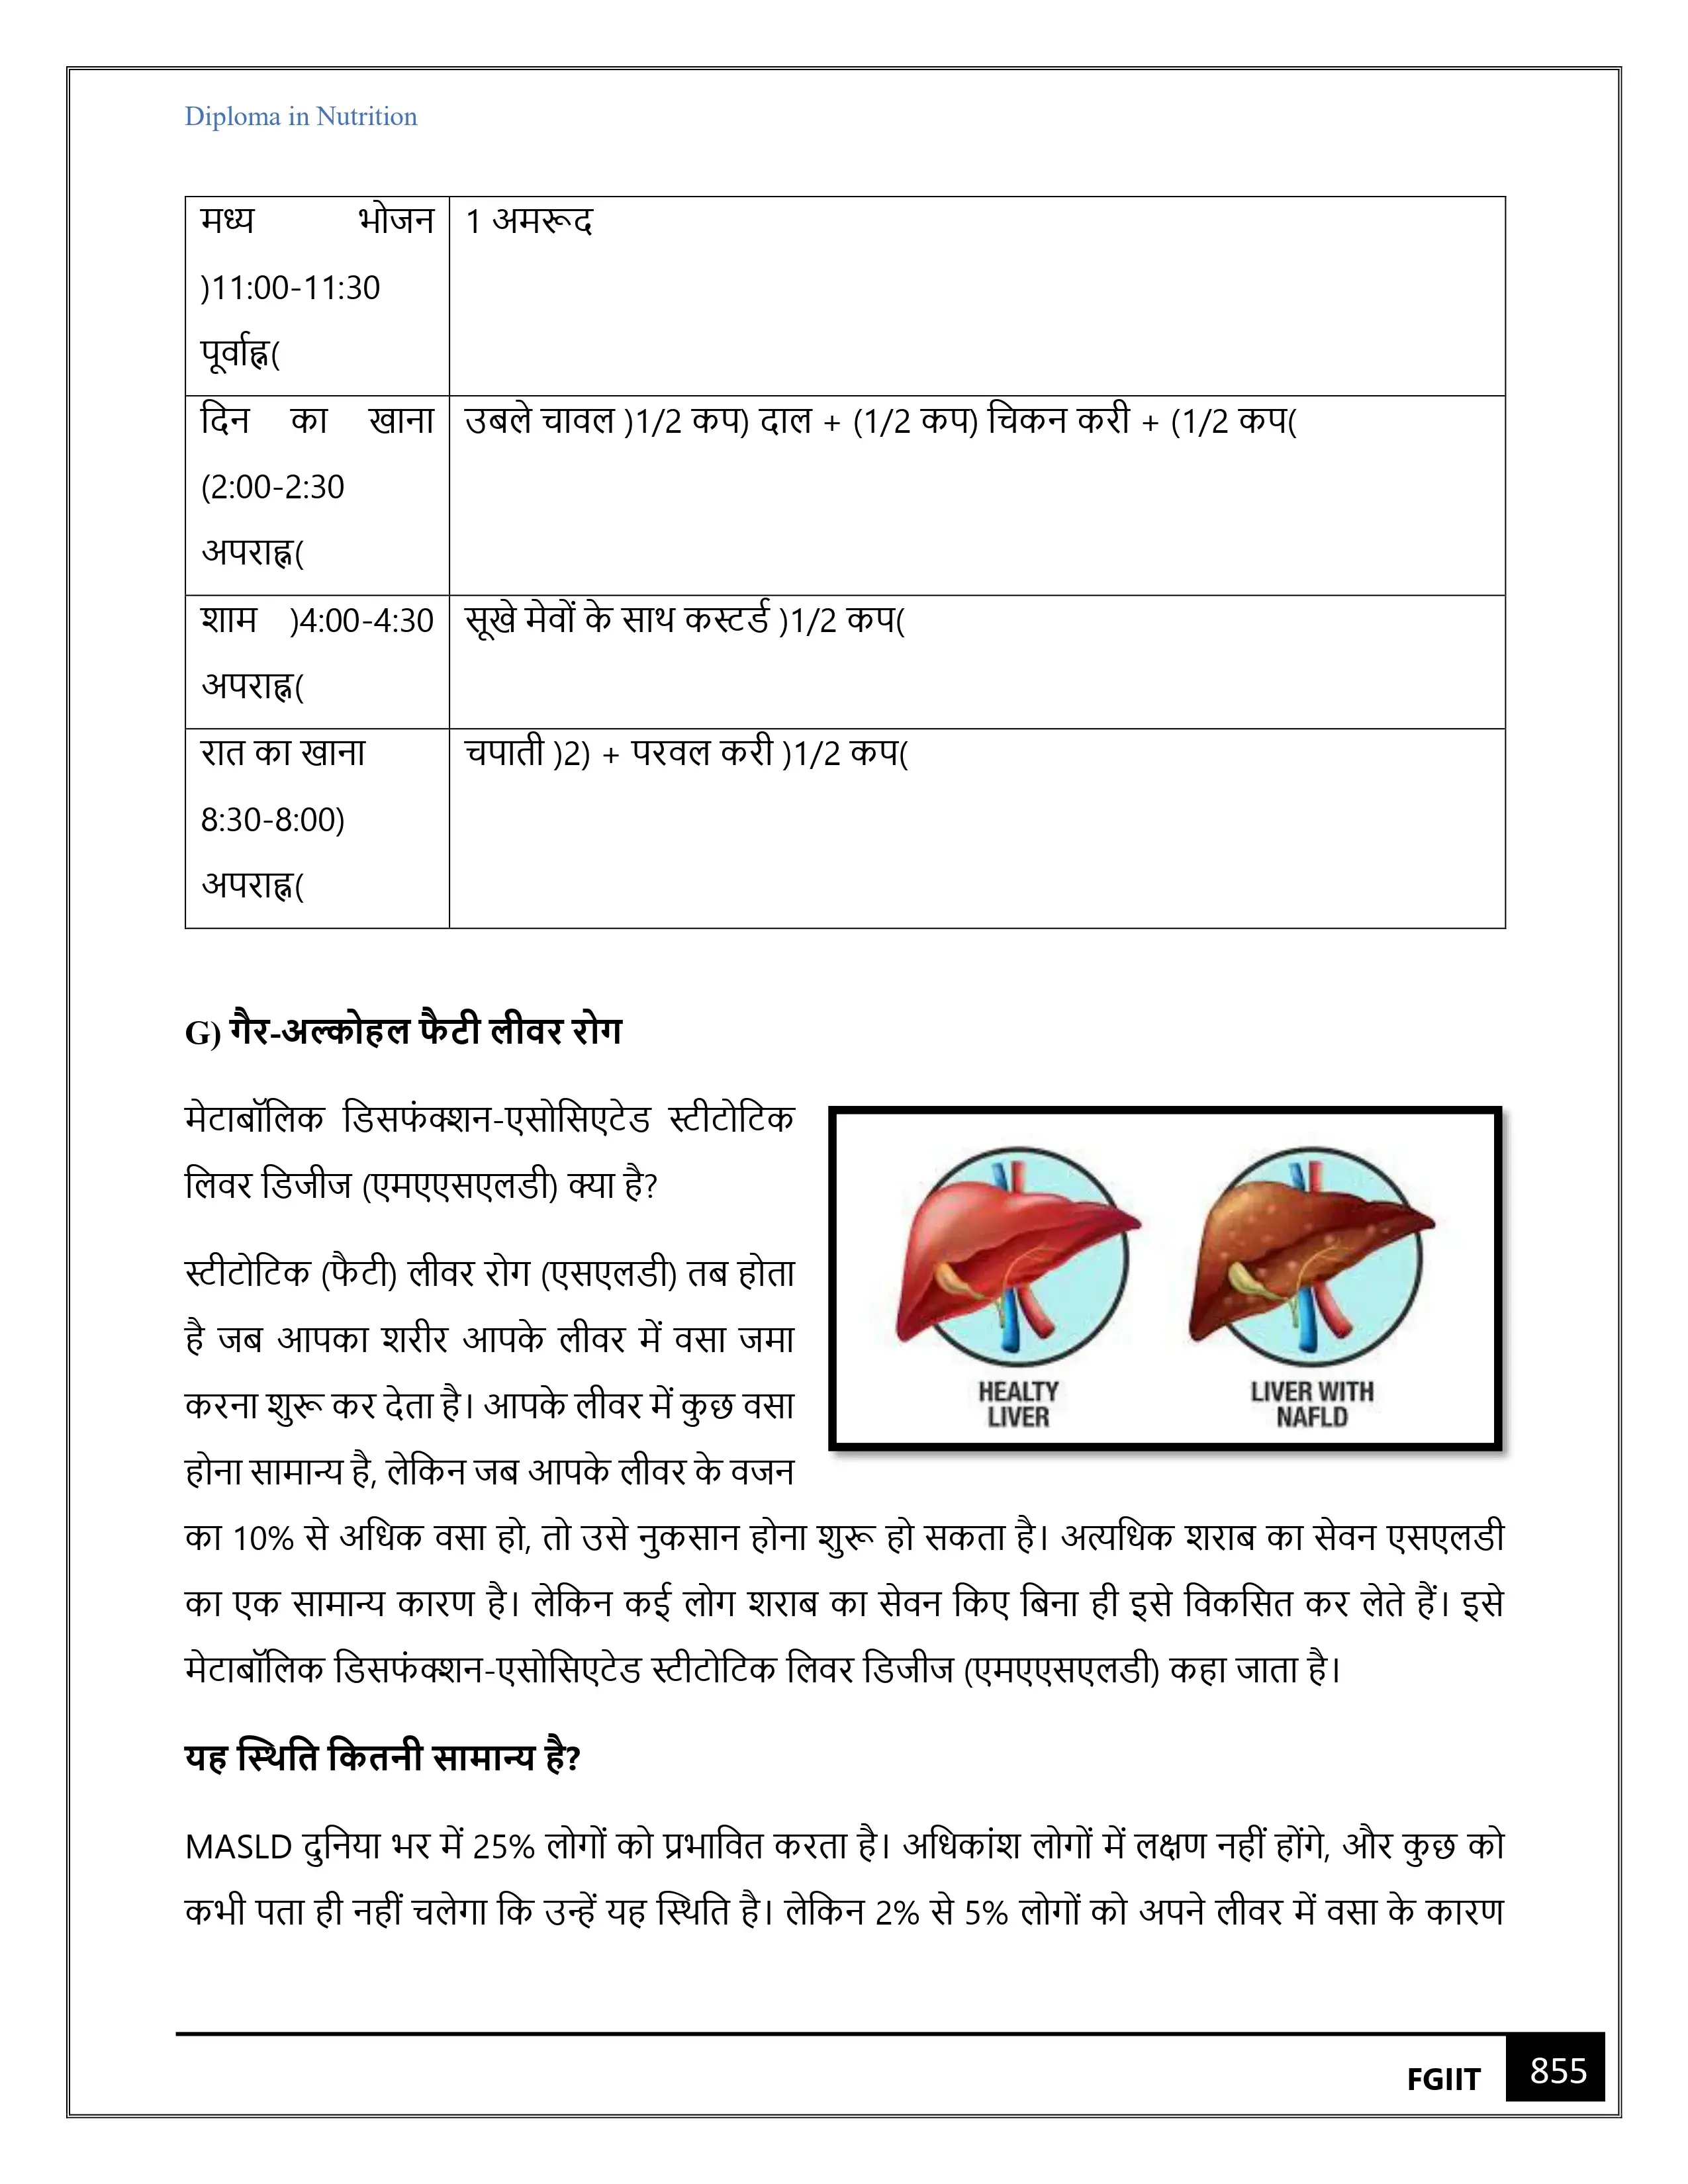 Diploma in Nutrition
मध्य भोजन
)11:00-11:30
पूर्वाह्न(
1 अमरूद
दिन का खाना
(2:00-2:30
अपराह्न(
उबले चावल )1/2 कप) दाल + (1/2 कप) चिकन करी + (1/2 कप(
शाम )4:00-4:30
अपराह्न(
सूखे मेवों के साथ कस्टर्ड )1/2 कप(
रात का खाना
8:30-8:00)
अपराह्न(
चपाती )2) + परवल करी )1/2 कप(
G) गैर-अल्कोहल फैटी लीवर रोग
मेटाबॉलिक डिसफंक्शन-एसोसिएटेड स्टीटोटिक
लिवर डिजीज (एमएएसएलडी) क्या है?
स्टीटोटिक (फैटी) लीवर रोग (एसएलडी) तब होता
है जब आपका शरीर आपके लीवर में वसा जमा
करना शुरू कर देता है। आपके लीवर में कुछ वसा
होना सामान्य है, लेकिन जब आपके लीवर के वजन
HEALTY
LIVER
LIVER WITH
NAFLD
का 10% से अधिक वसा हो, तो उसे नुकसान होना शुरू हो सकता है। अत्यधिक शराब का सेवन एसएलडी
का एक सामान्य कारण है। लेकिन कई लोग शराब का सेवन किए बिना ही इसे विकसित कर लेते हैं। इसे
मेटाबॉलिक डिसफंक्शन-एसोसिएटेड स्टीटोटिक लिवर डिजीज (एमएएसएलडी) कहा जाता है।
यह स्थिति कितनी सामान्य है?
MASLD दुनिया भर में 25% लोगों को प्रभावित करता है। अधिकांश लोगों में लक्षण नहीं होंगे, और कुछ को
कभी पता ही नहीं चलेगा कि उन्हें यह स्थिति है। लेकिन 2% से 5% लोगों को अपने लीवर में वसा के कारण
FGIIT
855